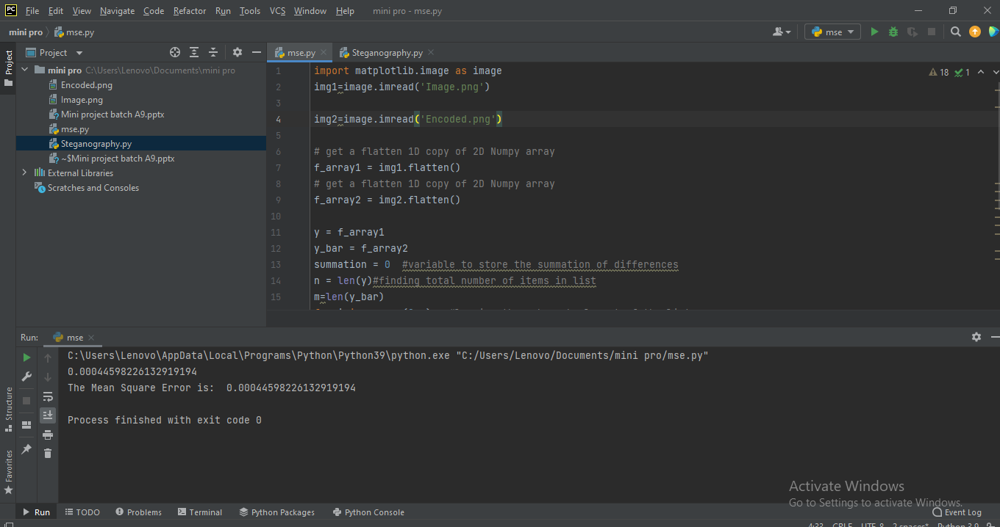 File Edit View Navigate Code Refactor Run Tools VCS Window Help mini pro - mse.py
mini pro mse.py mse
Project
Project
mini pro C:\Users\Lenovo\Documents\mini pro
Encoded.png
Image.png
Mini project batch A9.pptx
mse.py
Steganography.py
~$Mini project batch A9.pptx
External Libraries
Scratches and Consoles
mse.py Steganography.py
18 1
1 import matplotlib.image as image
2 img1=image.imread('Image.png')
3
4 img2=image.imread('Encoded.png')
5
6 # get a flatten 1D copy of 2D Numpy array
7 f_array1 = img1.flatten()
8 # get a flatten 1D copy of 2D Numpy array
9 f_array2 = img2.flatten()
10
11 y = f_array1
12 y_bar = f_array2
13 summation = 0 #variable to store the summation of differences
14 n = len(y)#finding total number of items in list
15 m=len(y_bar)
Run: mse
C:\Users\Lenovo\AppData\Local\Programs\Python\Python39\python.exe "C:/Users/Lenovo/Documents/mini pro/mse.py"
0.00044598226132919194
The Mean Square Error is: 0.00044598226132919194
Process finished with exit code 0
Structure
Favorites
Activate Windows
Go to Settings to activate Windows.
Run TODO Problems Terminal Python Packages Python Console Event Log
4:33 CRLF UTF-8 2 spaces* Python 3.9